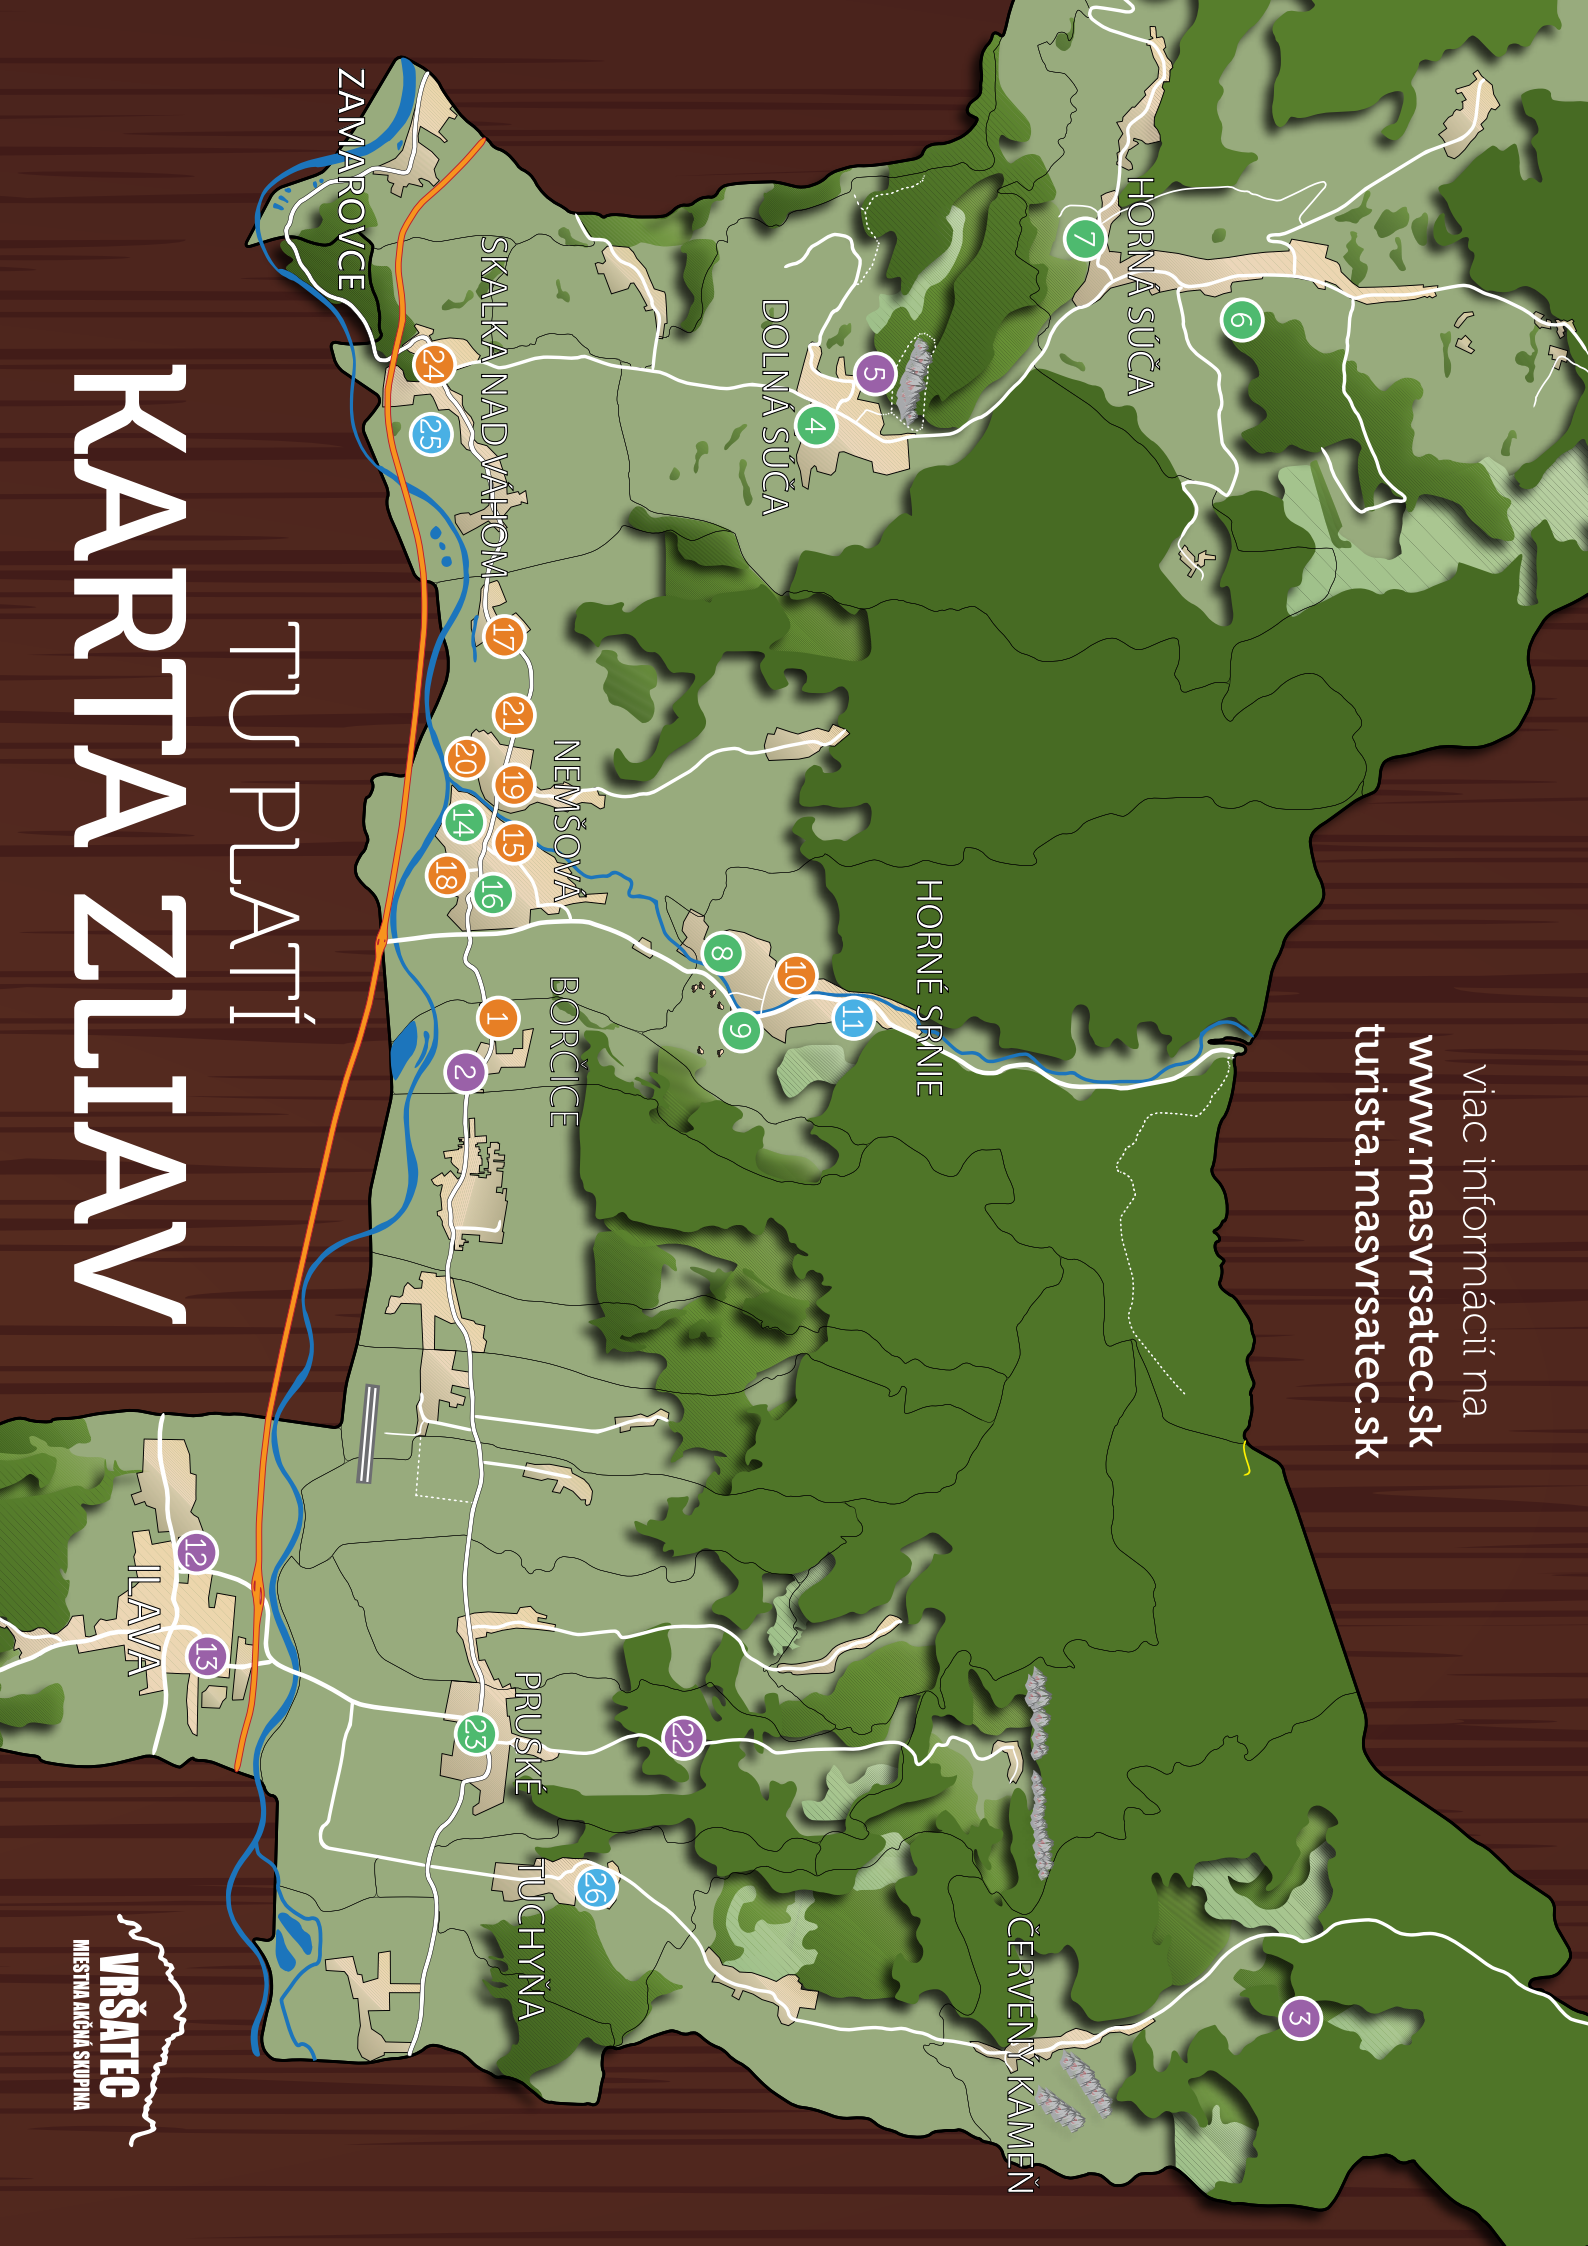 viac informácií na
www.masvrsatec.sk
turista.masvrsatec.sk
3
6
7
HORNÁ SÚČA
ČERVENÝ KAMEŇ
HORNÉ SRNIE
5
4
DOLNÁ SÚČA
11
10
9
8
22
26
NEMŠOVÁ
BORČICE
PRUSKÉ
TUCHYŇA
SKALKA NAD VÁHOM
17
21
19
15
16
1
23
24
25
20
14
18
2
ZAMAROVCE
TU PLATÍ
KARTA ZLIAV
12
13
ILAVA
VRŠATEC
MIESTNA AKČNÁ SKUPINA